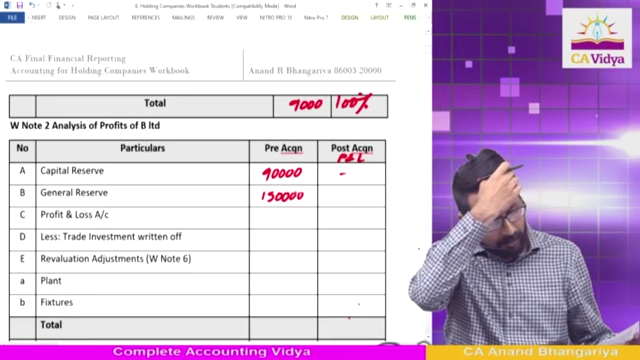 6. Holding Companies Workbook Students [Compatibility Mode] - Word
FILE INSERT DESIGN PAGE LAYOUT REFERENCES MAILINGS REVIEW VIEW NITRO PRO 10 Nitro Pro 7 DESIGN LAYOUT PENS
CA Final Financial Reporting
Accounting for Holding Companies Workbook
Anand R Bhangariya 86003-20000
CA Vidya
Total 9000 100%
W Note 2 Analysis of Profits of B ltd
No Particulars Pre Acqn Post Acqn
P&L
A Capital Reserve 90000 -
B General Reserve 150000
C Profit & Loss A/c
D Less: Trade Investment written off
E Revaluation Adjustments (W Note 6)
a Plant
b Fixtures
Total
Complete Accounting Vidya
CA Anand Bhangariya